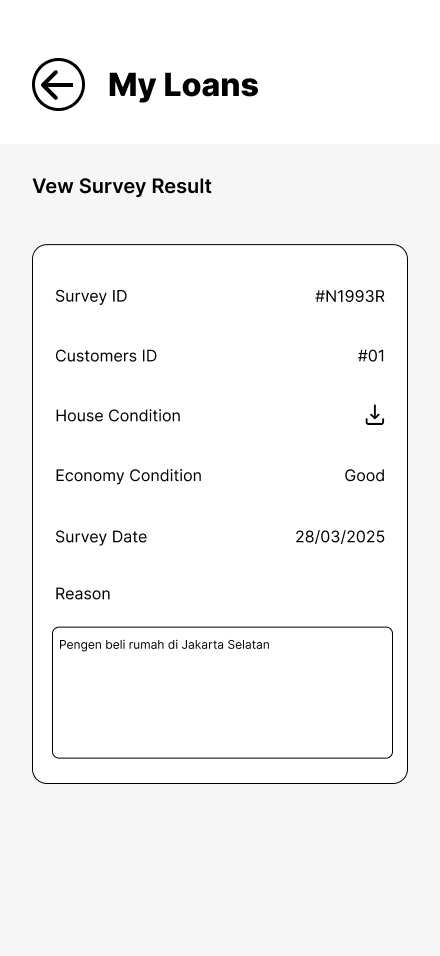 My Loans
Vew Survey Result
Survey ID #N1993R
Customers ID #01
House Condition
Economy Condition Good
Survey Date 28/03/2025
Reason
Pengen beli rumah di Jakarta Selatan